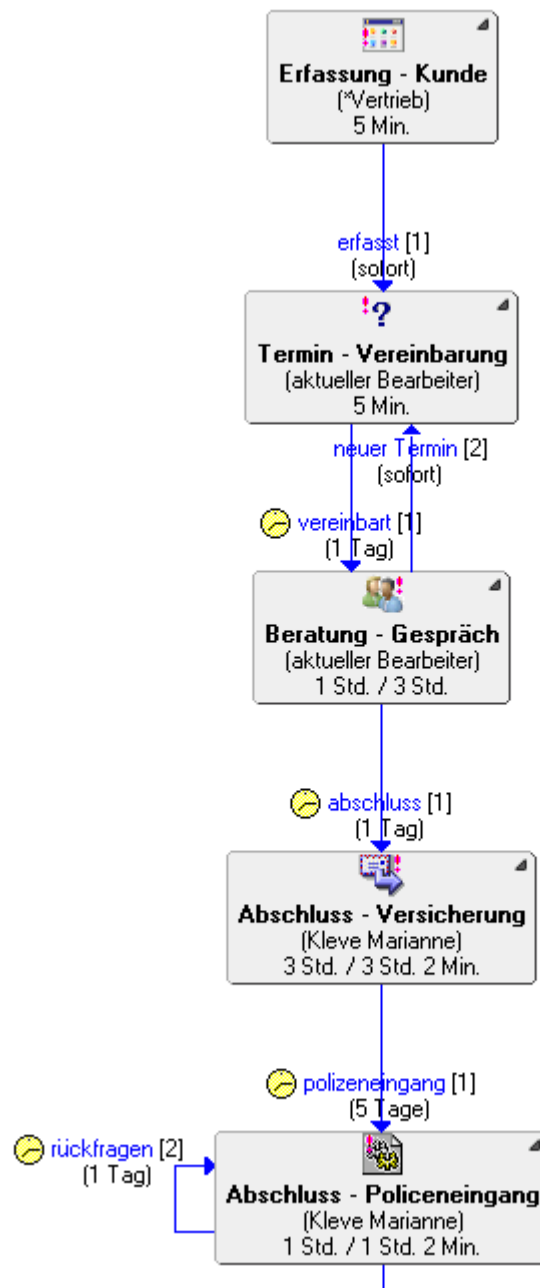 Erfassung - Kunde
(*Vertrieb)
5 Min.
erfasst [1]
(sofort)
Termin - Vereinbarung
(aktueller Bearbeiter)
5 Min.
neuer Termin [2]
(sofort)
vereinbart [1]
(1 Tag)
Beratung - Gespräch
(aktueller Bearbeiter)
1 Std. / 3 Std.
abschluss [1]
(1 Tag)
Abschluss - Versicherung
(Kleve Marianne)
3 Std. / 3 Std. 2 Min.
polizeneingang [1]
(5 Tage)
rückfragen [2]
(1 Tag)
Abschluss - Policeneingang
(Kleve Marianne)
1 Std. / 1 Std. 2 Min.